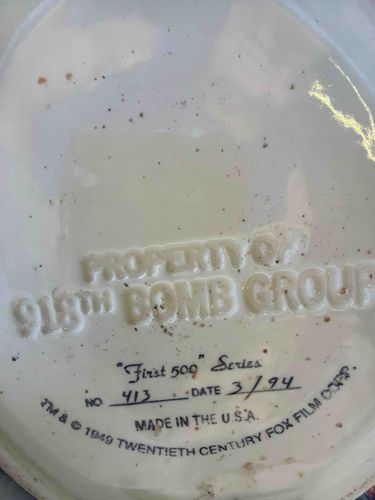 PROPERTY OF
918TH BOMB GROUP
"First 500" Series
NO 413 DATE 3/94
MADE IN THE U.S.A.
TM & © 1949 TWENTIETH CENTURY FOX FILM CORP.